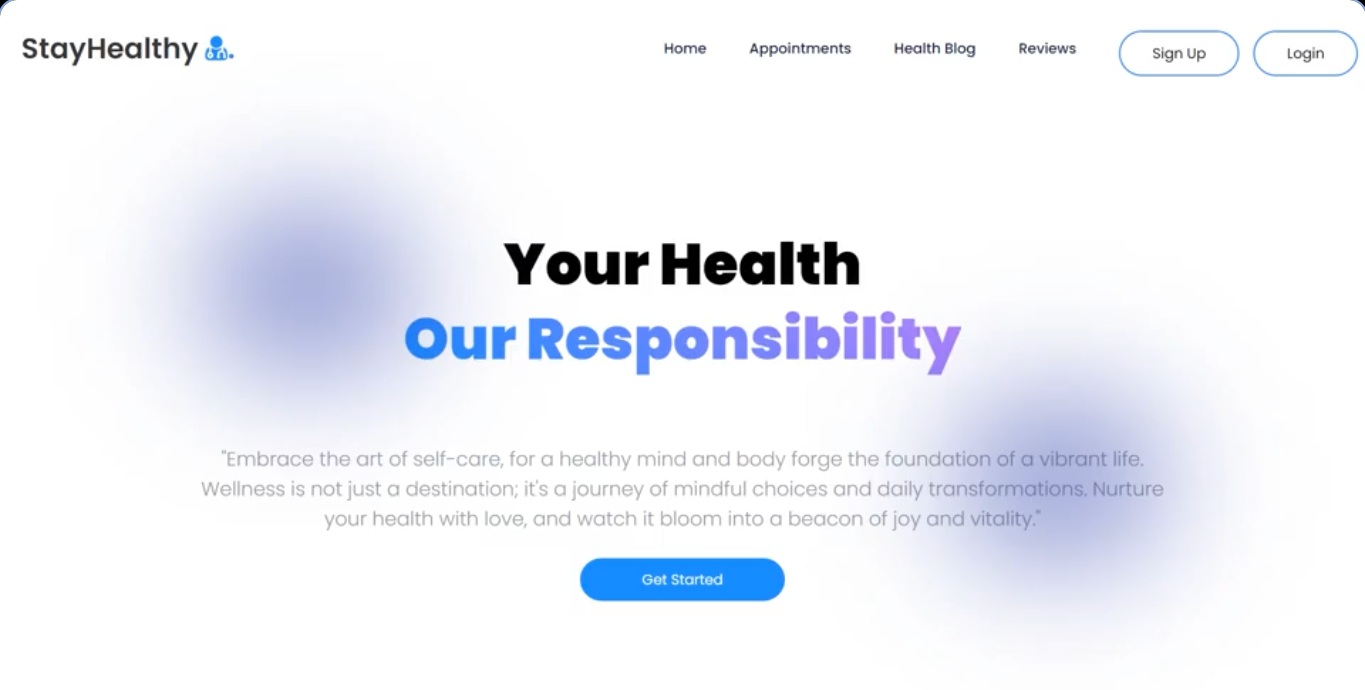 StayHealthy
Home Appointments Health Blog Reviews Sign Up Login
Your Health
Our Responsibility
"Embrace the art of self-care, for a healthy mind and body forge the foundation of a vibrant life.
Wellness is not just a destination; it's a journey of mindful choices and daily transformations. Nurture
your health with love, and watch it bloom into a beacon of joy and vitality."
Get Started